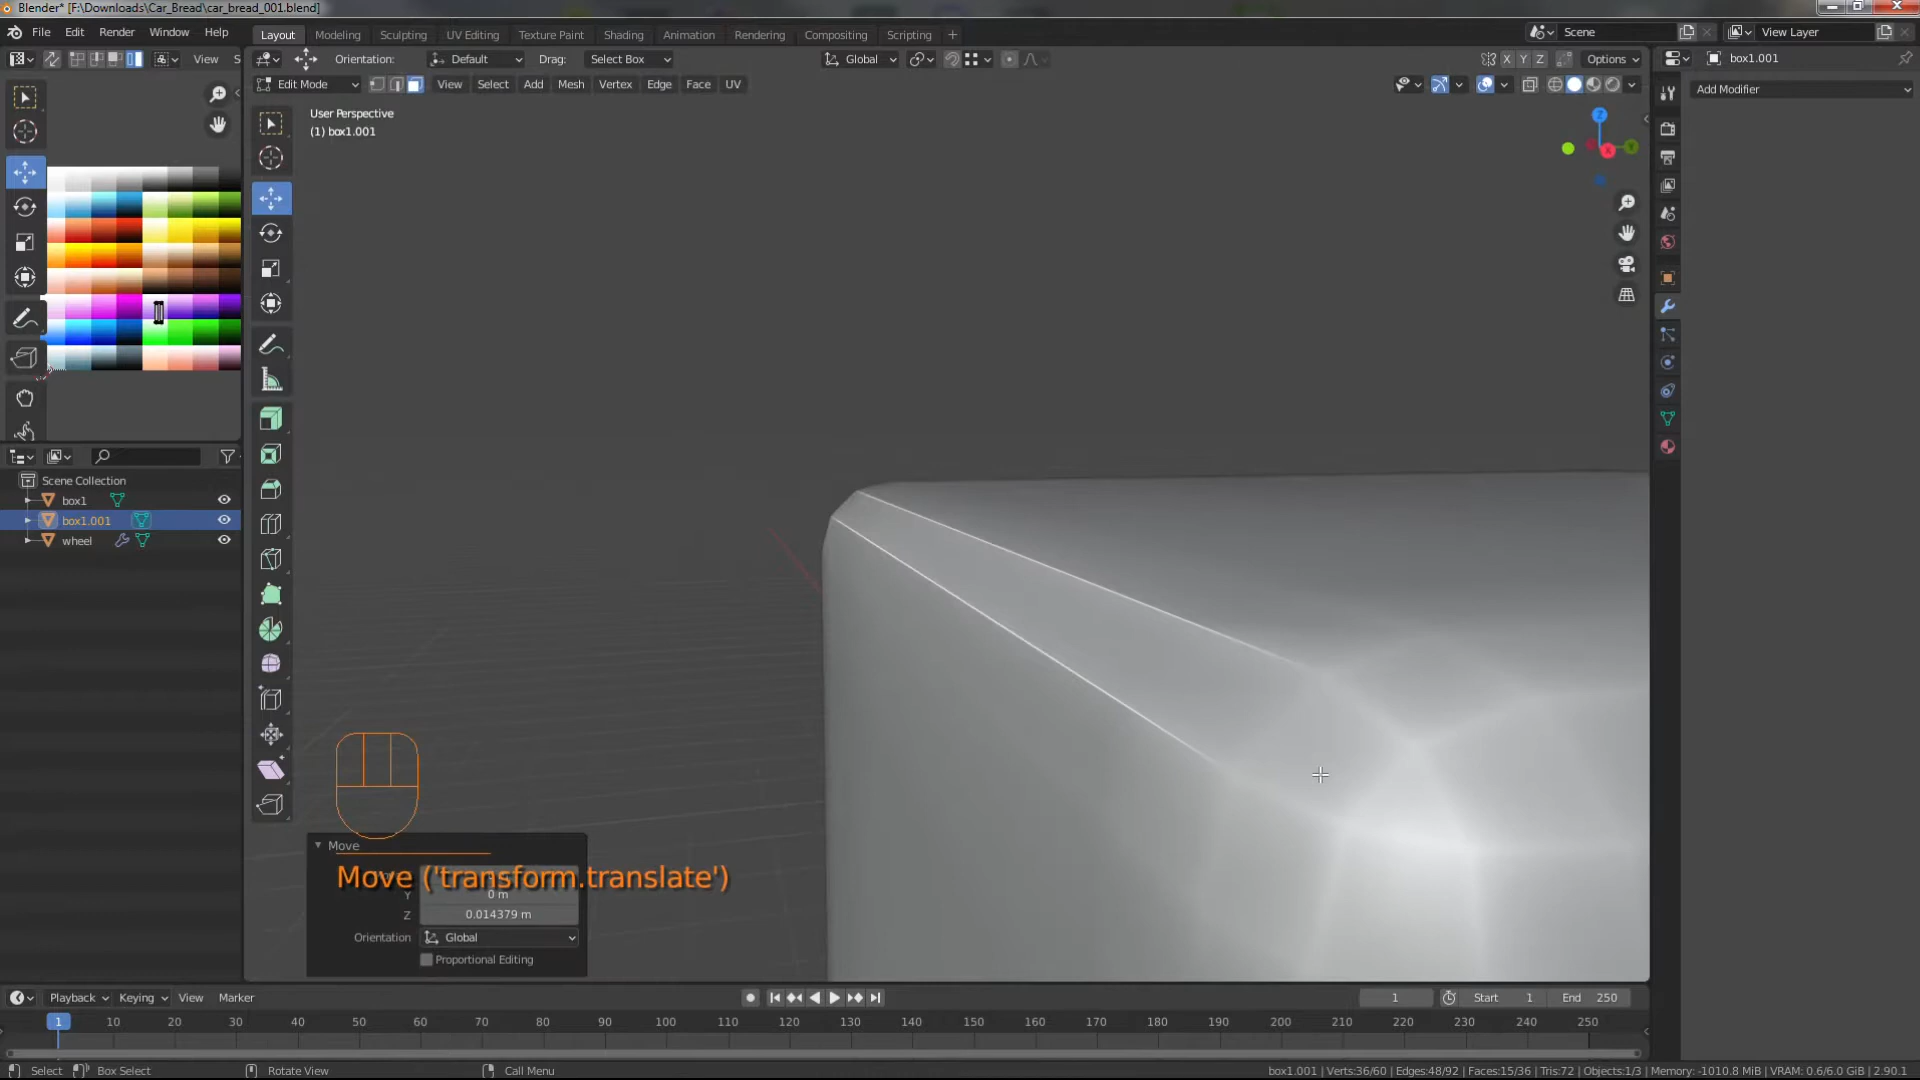 Blender* [F:\Downloads\Car_Bread\car_bread_001.blend]
File Edit Render Window Help
Layout Modeling Sculpting UV Editing Texture Paint Shading Animation Rendering Compositing Scripting +
Scene
View Layer
View S
Orientation: Default Drag: Select Box
Global
X Y Z Options
box1.001
Edit Mode View Select Add Mesh Vertex Edge Face UV
Add Modifier
User Perspective
(1) box1.001
Z
X
Y
Scene Collection
box1
box1.001
wheel
Move
Move ('transform.translate')
Y 0 m
Z 0.014379 m
Orientation Global
Proportional Editing
Playback Keying View Marker
1 Start 1 End 250
1 10 20 30 40 50 60 70 80 90 100 110 120 130 140 150 160 170 180 190 200 210 220 230 240 250
Select Box Select Rotate View Call Menu
box1.001 | Verts:36/60 | Edges:48/92 | Faces:15/36 | Tris:72 | Objects:1/3 | Memory: -1010.8 MiB | VRAM: 0.6/6.0 GiB | 2.90.1